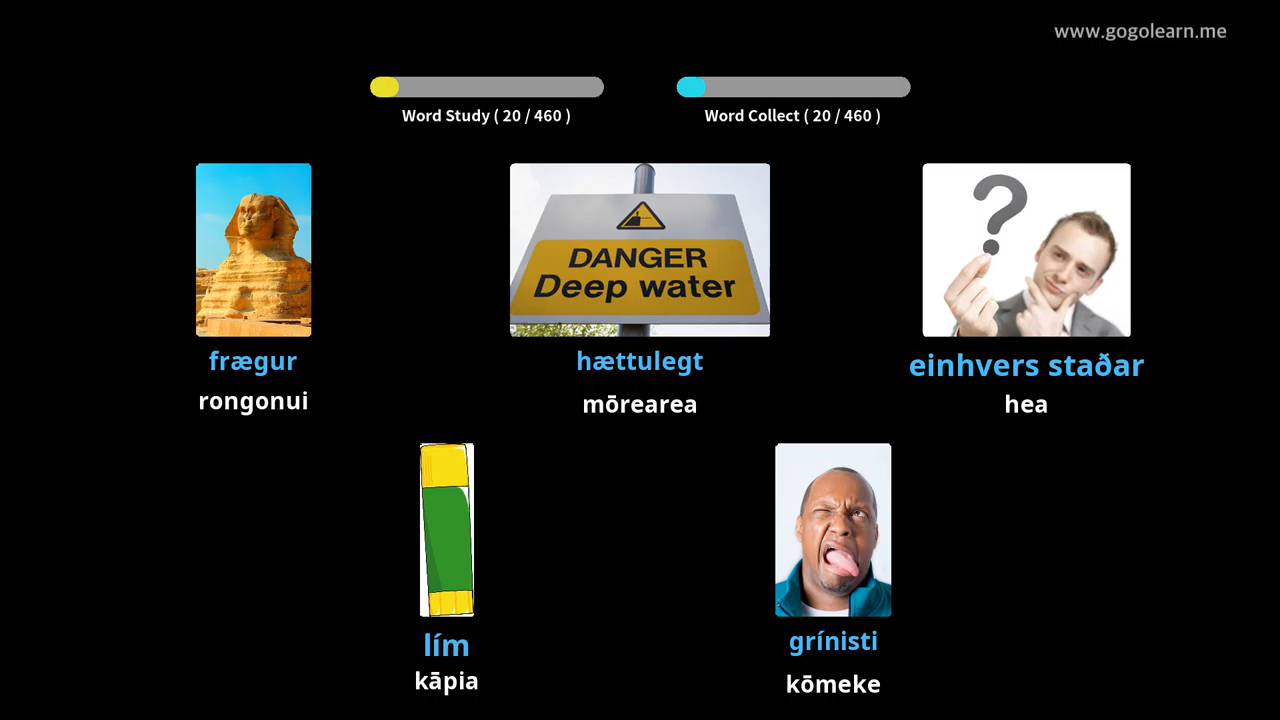 www.gogolearn.me
Word Study ( 20 / 460 )
Word Collect ( 20 / 460 )
DANGER
Deep water
frægur
hættulegt
einhvers staðar
rongonui
mōrearea
hea
lím
grínisti
kāpia
kōmeke